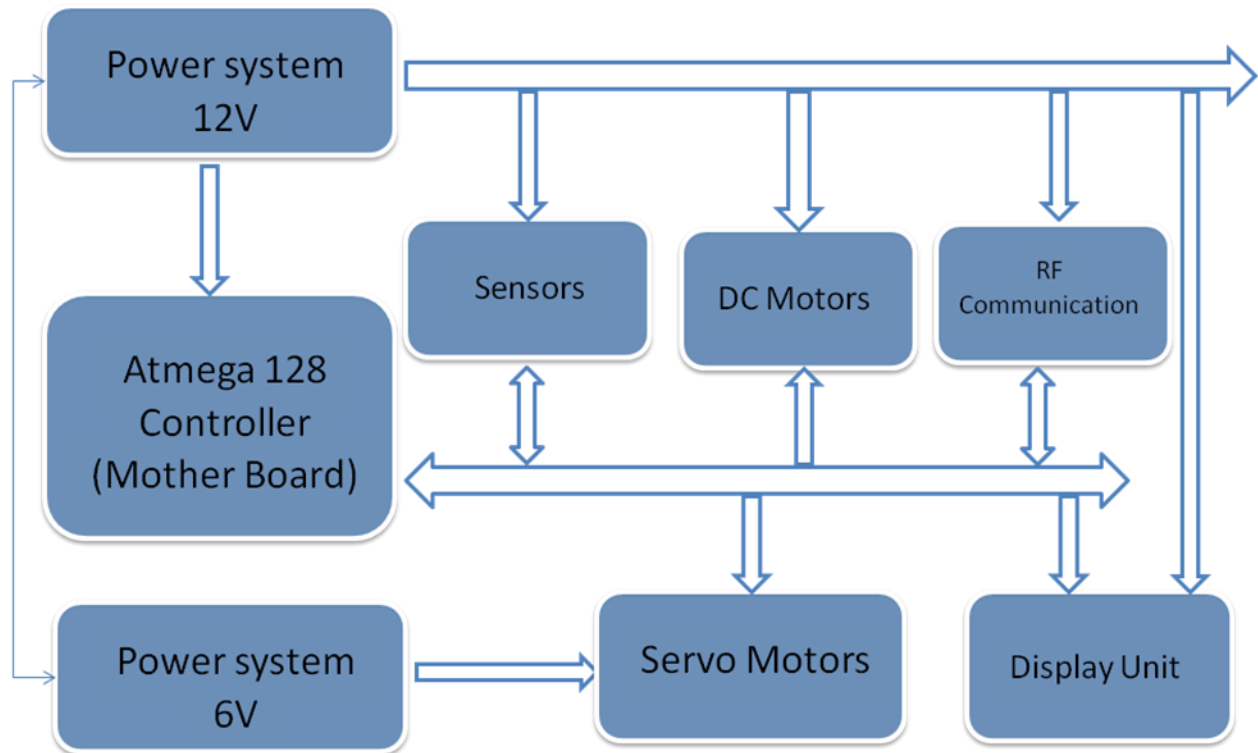 Power system
12V
Sensors
DC Motors
RF
Communication
Atmega 128
Controller
(Mother Board)
Power system
6V
Servo Motors
Display Unit